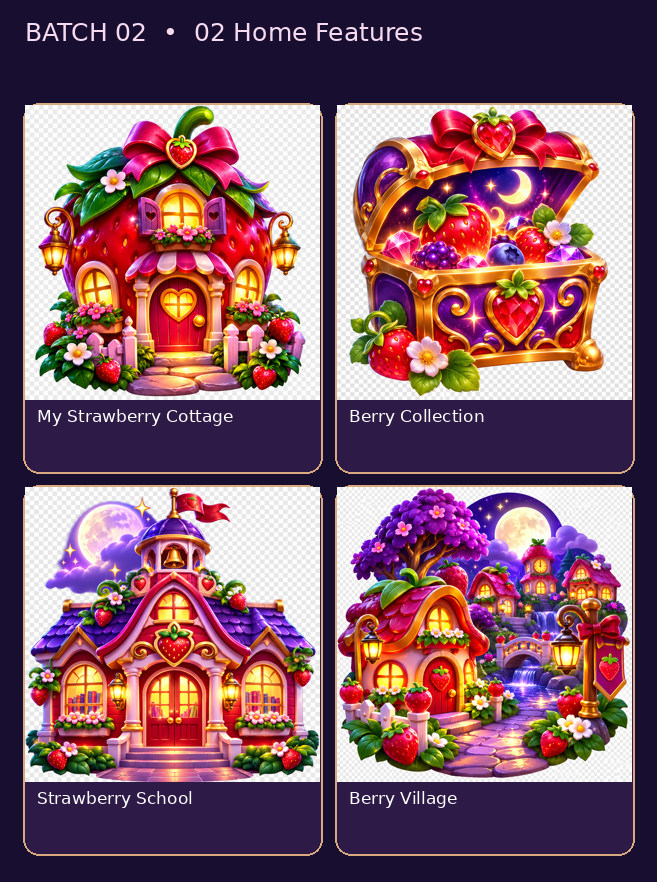 BATCH 02 • 02 Home Features
My Strawberry Cottage
Berry Collection
Strawberry School
Berry Village